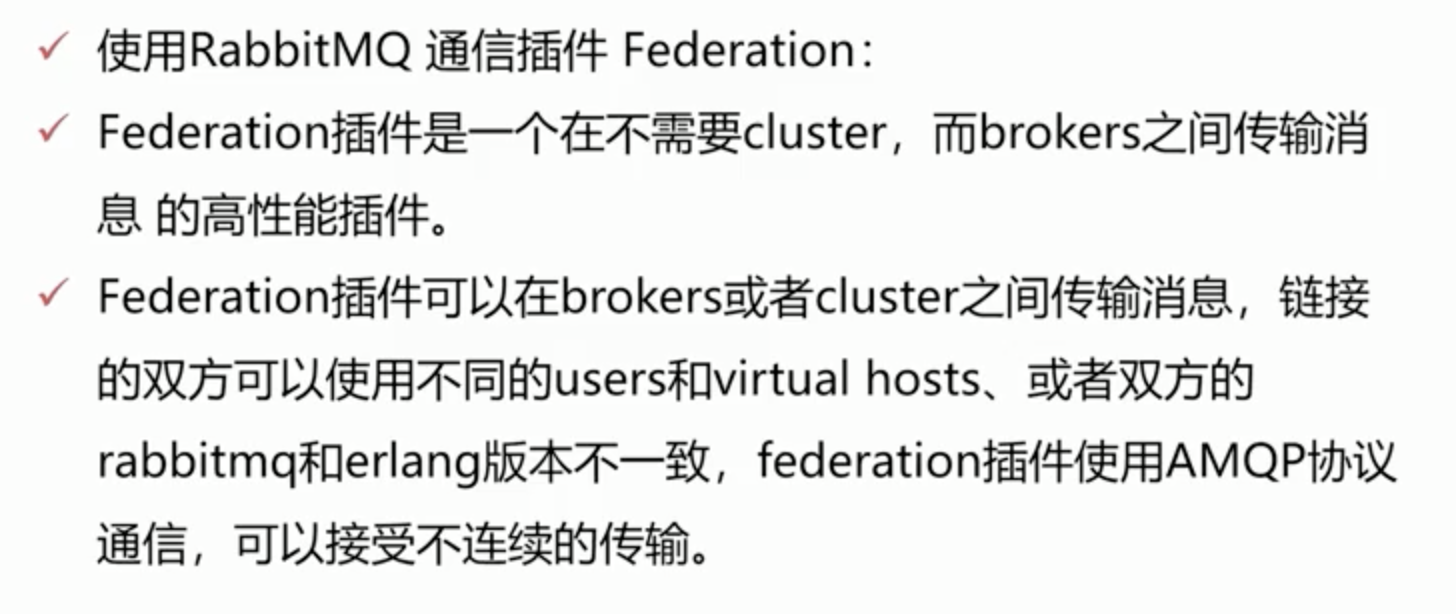 ✓ 使用RabbitMQ 通信插件 Federation：
✓ Federation插件是一个在不需要cluster，而brokers之间传输消
息 的高性能插件。
✓ Federation插件可以在brokers或者cluster之间传输消息，链接
的双方可以使用不同的users和virtual hosts、或者双方的
rabbitmq和erlang版本不一致，federation插件使用AMQP协议
通信，可以接受不连续的传输。